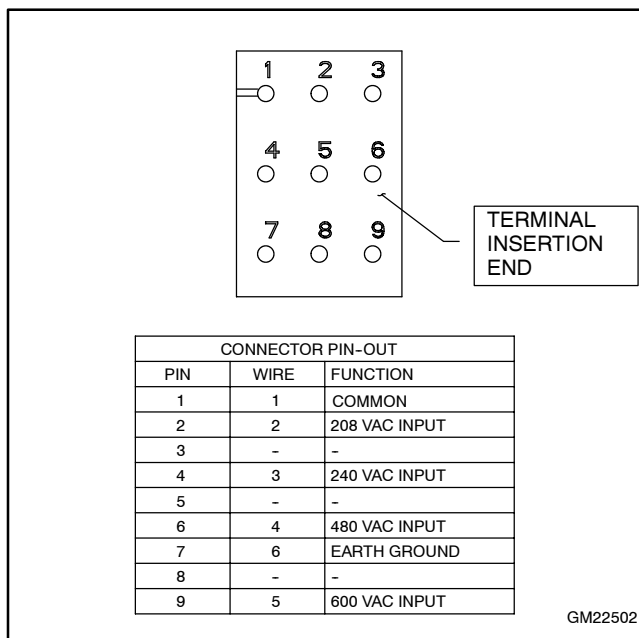 1 2 3
4 5 6
7 8 9
TERMINAL
INSERTION
END
CONNECTOR PIN-OUT
PIN WIRE FUNCTION
1 1 COMMON
2 2 208 VAC INPUT
3 - -
4 3 240 VAC INPUT
5 - -
6 4 480 VAC INPUT
7 6 EARTH GROUND
8 - -
9 5 600 VAC INPUT
GM22502